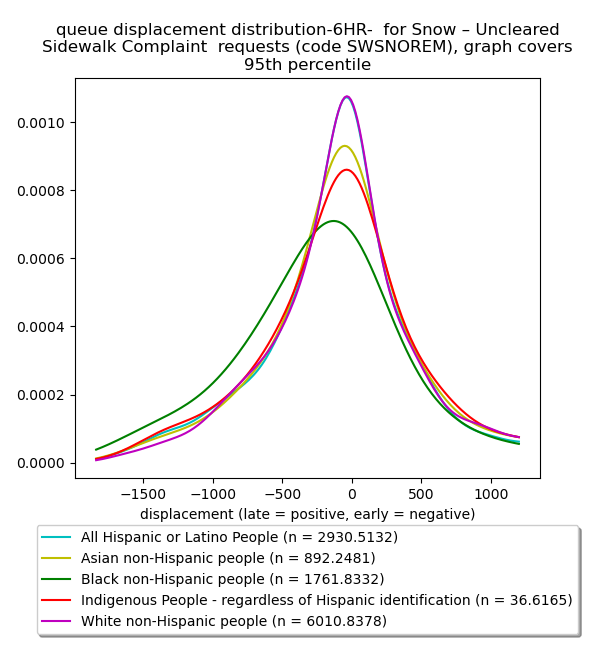 queue displacement distribution-6HR-  for Snow – Uncleared
Sidewalk Complaint  requests (code SWSNOREM), graph covers
95th percentile
0.0010
0.0008
0.0006
0.0004
0.0002
0.0000
−1500 −1000 −500 0 500 1000
displacement (late = positive, early = negative)
All Hispanic or Latino People (n = 2930.5132)
Asian non-Hispanic people (n = 892.2481)
Black non-Hispanic people (n = 1761.8332)
Indigenous People - regardless of Hispanic identification (n = 36.6165)
White non-Hispanic people (n = 6010.8378)